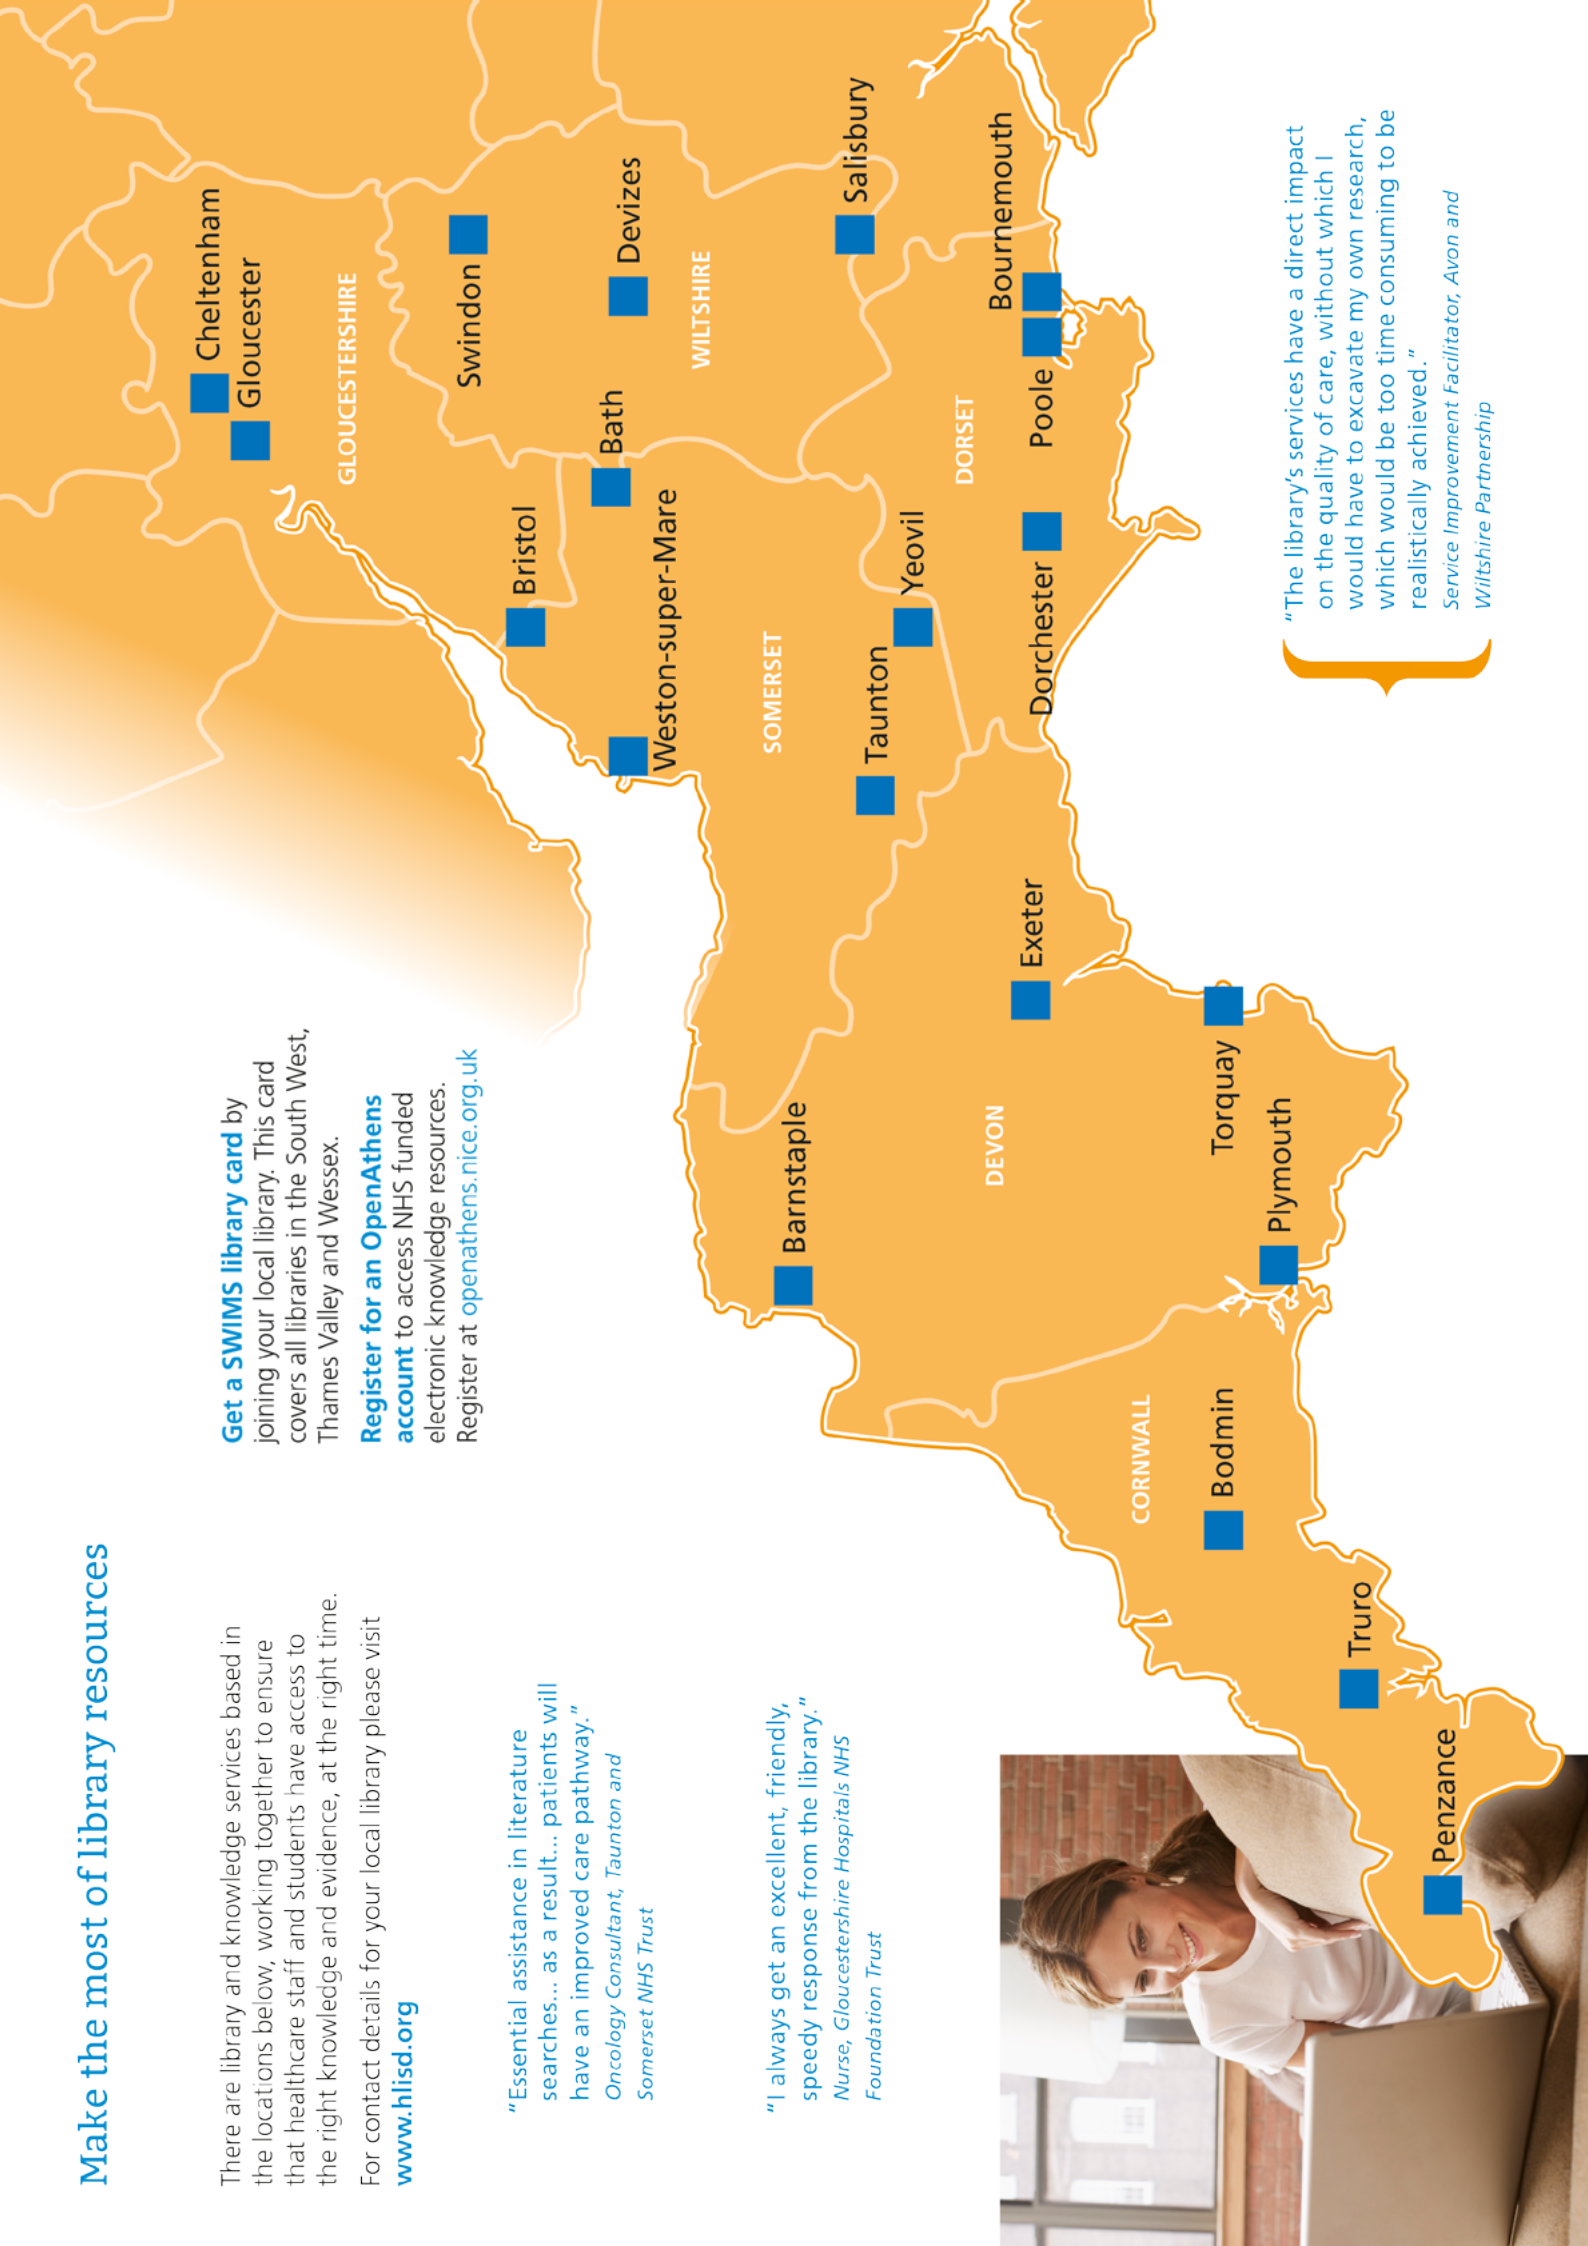 Make the most of library resources
There are library and knowledge services based in
the locations below, working together to ensure
that healthcare staff and students have access to
the right knowledge and evidence, at the right time.
For contact details for your local library please visit
www.hlisd.org
Get a SWIMS library card by
joining your local library. This card
covers all libraries in the South West,
Thames Valley and Wessex.
Register for an OpenAthens
account to access NHS funded
electronic knowledge resources.
Register at openathens.nice.org.uk
“Essential assistance in literature
searches... as a result... patients will
have an improved care pathway.”
Oncology Consultant, Taunton and
Somerset NHS Trust
“I always get an excellent, friendly,
speedy response from the library.”
Nurse, Gloucestershire Hospitals NHS
Foundation Trust
Cheltenham
Gloucester
GLOUCESTERSHIRE
Swindon
Bristol
Bath
Devizes
Weston-super-Mare
WILTSHIRE
SOMERSET
Barnstaple
Salisbury
Taunton
Yeovil
DORSET
DEVON
Bournemouth
Exeter
Dorchester
Poole
CORNWALL
Bodmin
Torquay
Plymouth
Truro
Penzance
“The library’s services have a direct impact
on the quality of care, without which I
would have to excavate my own research,
which would be too time consuming to be
realistically achieved.”
Service Improvement Facilitator, Avon and
Wiltshire Partnership